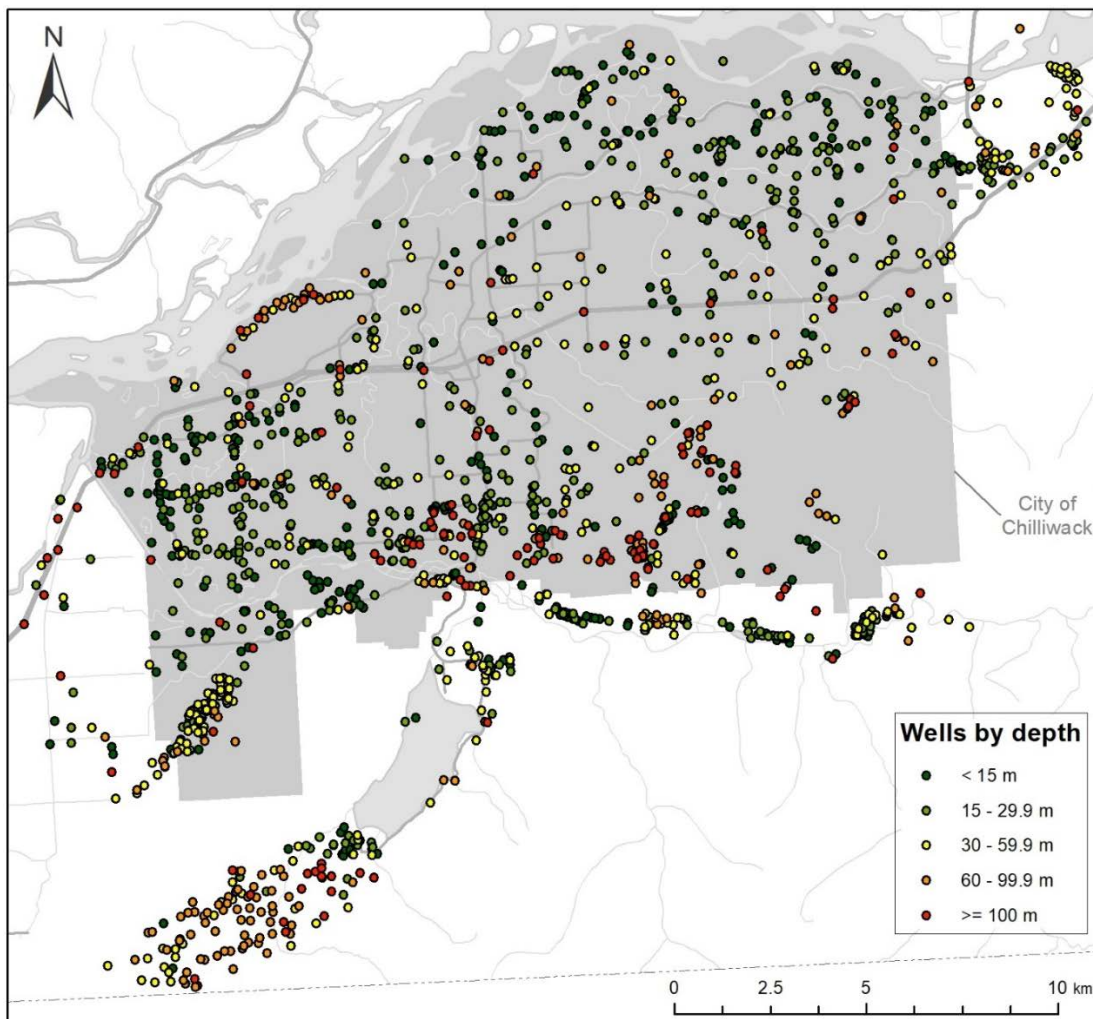 N
City of
Chilliwack
Wells by depth
< 15 m
15 - 29.9 m
30 - 59.9 m
60 - 99.9 m
>= 100 m
0 2.5 5 10 km